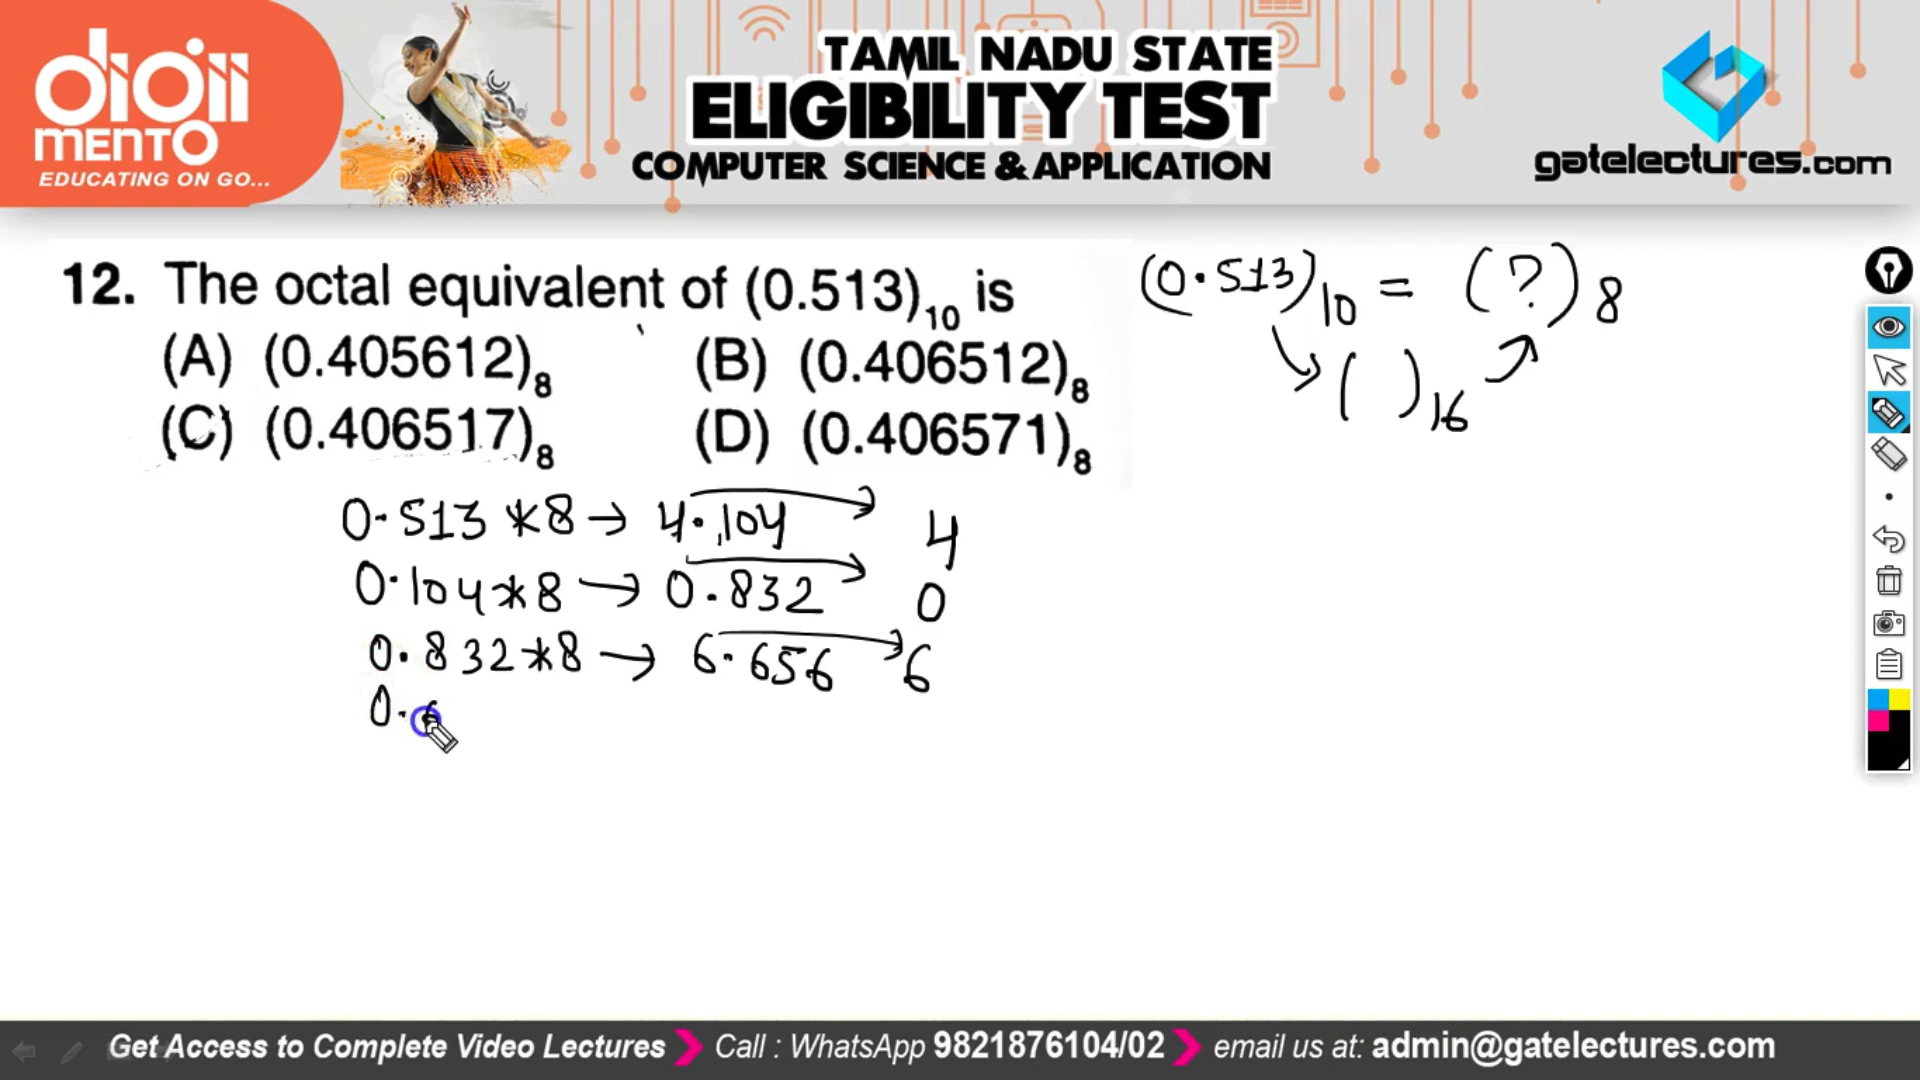 digii
MENTO
EDUCATING ON GO...
TAMIL NADU STATE
ELIGIBILITY TEST
COMPUTER SCIENCE & APPLICATION
gatelectures.com
12. The octal equivalent of (0.513)10 is
(A) (0.405612)8 (B) (0.406512)8
(C) (0.406517)8 (D) (0.406571)8
(0.513)10 = (?)8
( )16
0.513 *8 → 4.104 4
0.104*8 → 0.832 0
0.832*8 → 6.656 6
0.
Get Access to Complete Video Lectures Call : WhatsApp 9821876104/02 email us at: admin@gatelectures.com